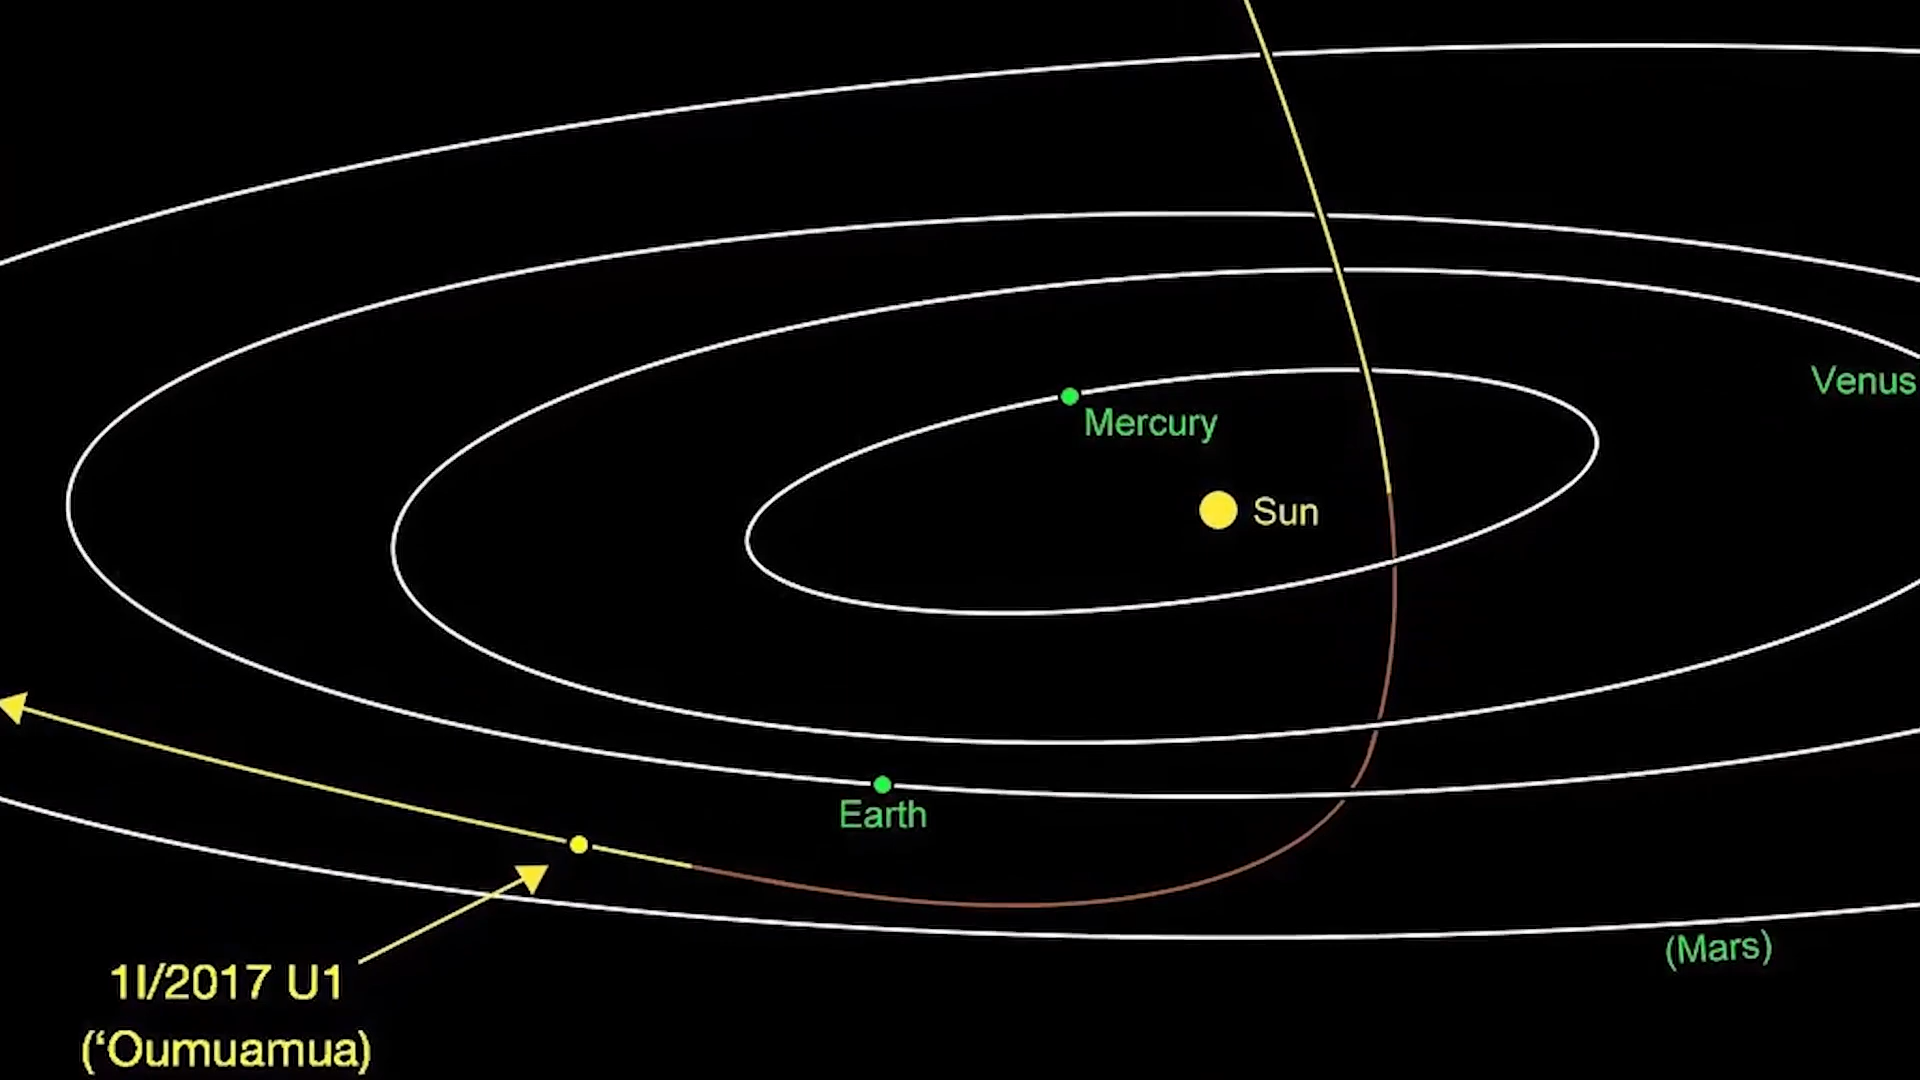 Venus
Mercury
Sun
Earth
(Mars)
1I/2017 U1
(‘Oumuamua)